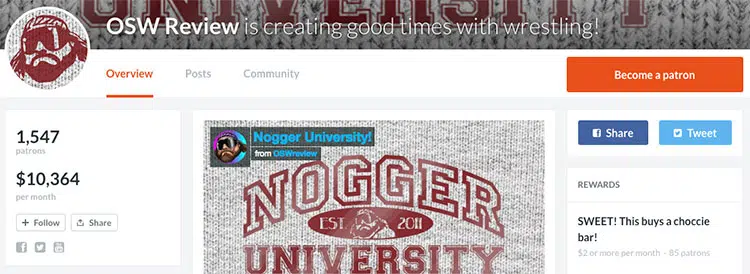 UNIVERSITY
OSW Review is creating good times with wrestling!
Overview
Posts
Community
Become a patron
1,547
patrons
$10,364
per month
+ Follow
Share
Nogger University!
from OSWreview
NOGGER
EST. 2011
UNIVERSITY
Share
Tweet
REWARDS
SWEET! This buys a choccie
bar!
$2 or more per month · 85 patrons